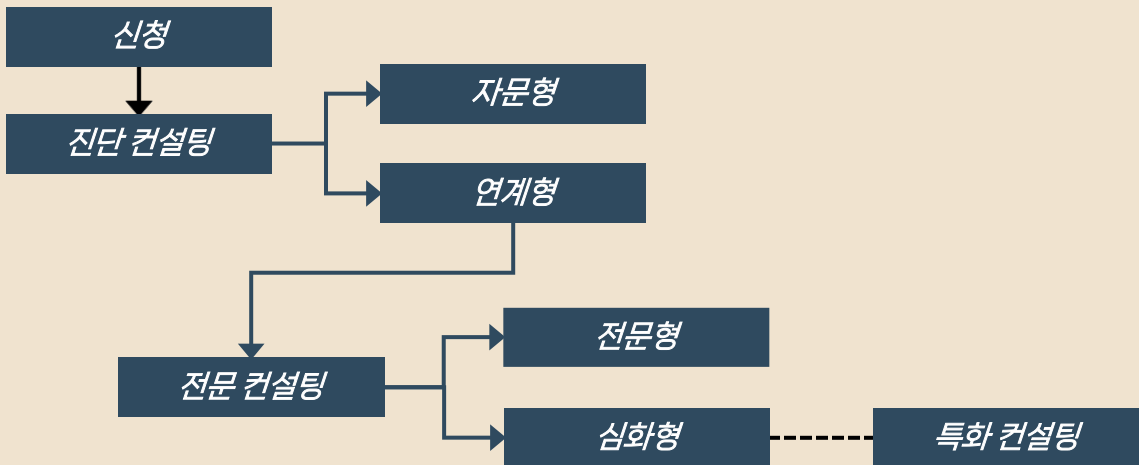 신청
진단 컨설팅
자문형
연계형
전문 컨설팅
전문형
심화형
특화 컨설팅